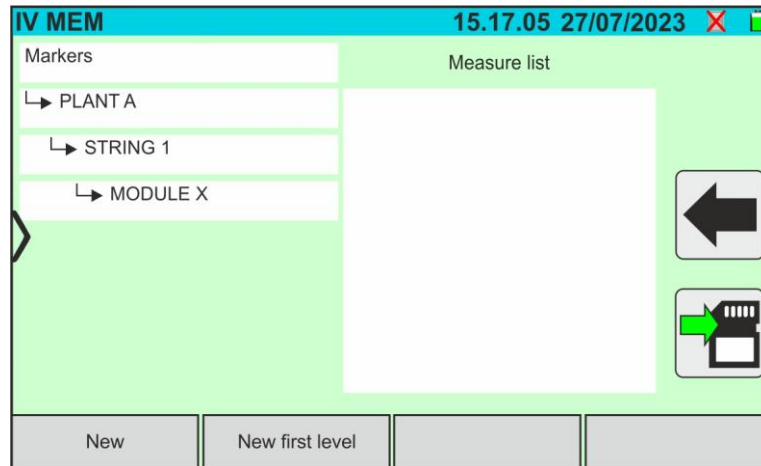 IV MEM 15.17.05 27/07/2023
Markers
Measure list
PLANT A
STRING 1
MODULE X
New
New first level